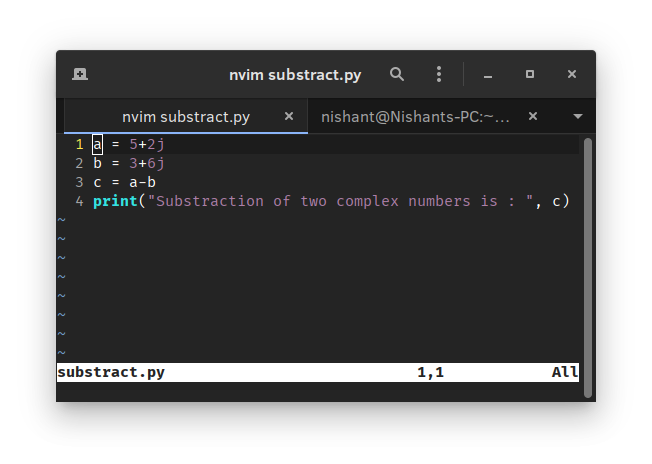 nvim substract.py
nvim substract.py nishant@Nishants-PC:~...
1 a = 5+2j
2 b = 3+6j
3 c = a-b
4 print("Substraction of two complex numbers is : ", c)
~
~
~
~
~
~
~
~
substract.py 1,1 All